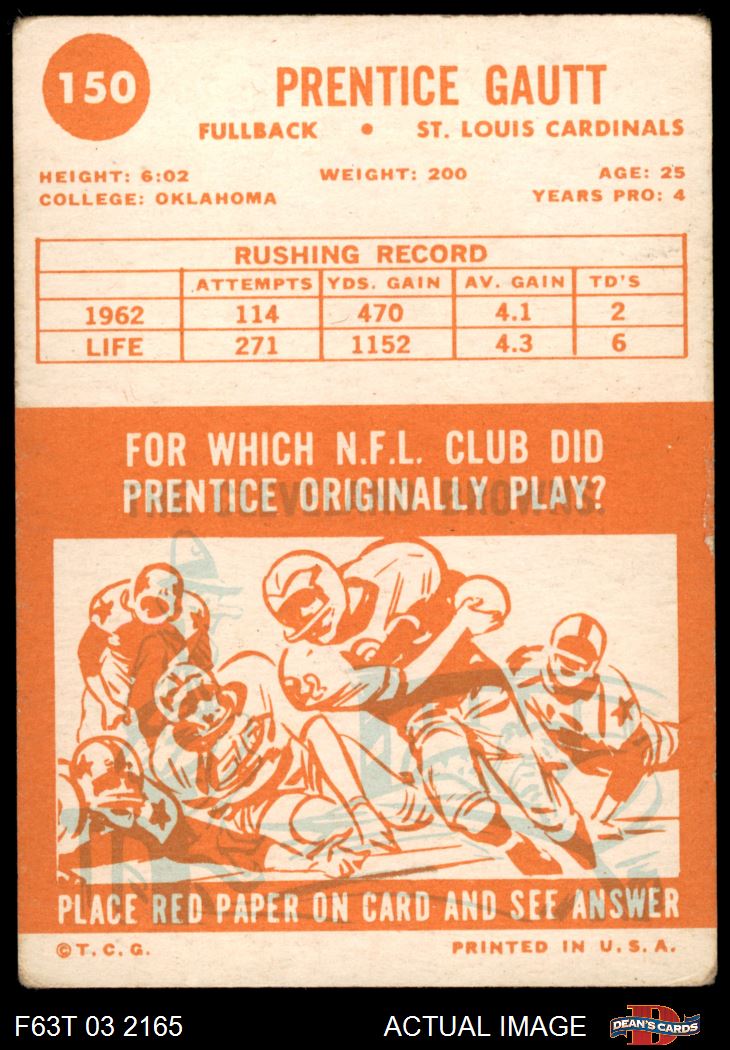 150
PRENTICE GAUTT
FULLBACK • ST. LOUIS CARDINALS
HEIGHT: 6:02 WEIGHT: 200 AGE: 25
COLLEGE: OKLAHOMA YEARS PRO: 4
RUSHING RECORD
ATTEMPTS YDS. GAIN AV. GAIN TD'S
1962 114 470 4.1 2
LIFE 271 1152 4.3 6
FOR WHICH N.F.L. CLUB DID
PRENTICE ORIGINALLY PLAY?
THE CLEVELAND BROWNS.
PLACE RED PAPER ON CARD AND SEE ANSWER
©T.C.G. PRINTED IN U.S.A.
F63T 03 2165 ACTUAL IMAGE DEAN'S CARDS